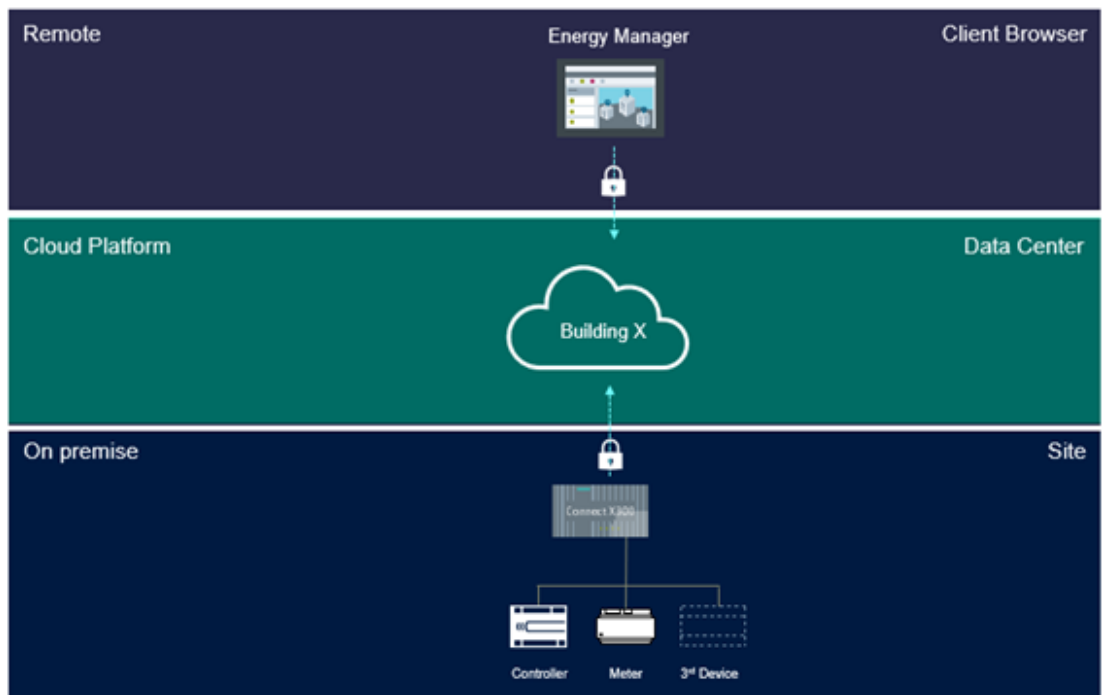 Remote
Energy Manager
Client Browser
Cloud Platform
Data Center
Building X
On premise
Site
Connect X300
Controller
Meter
3rd Device